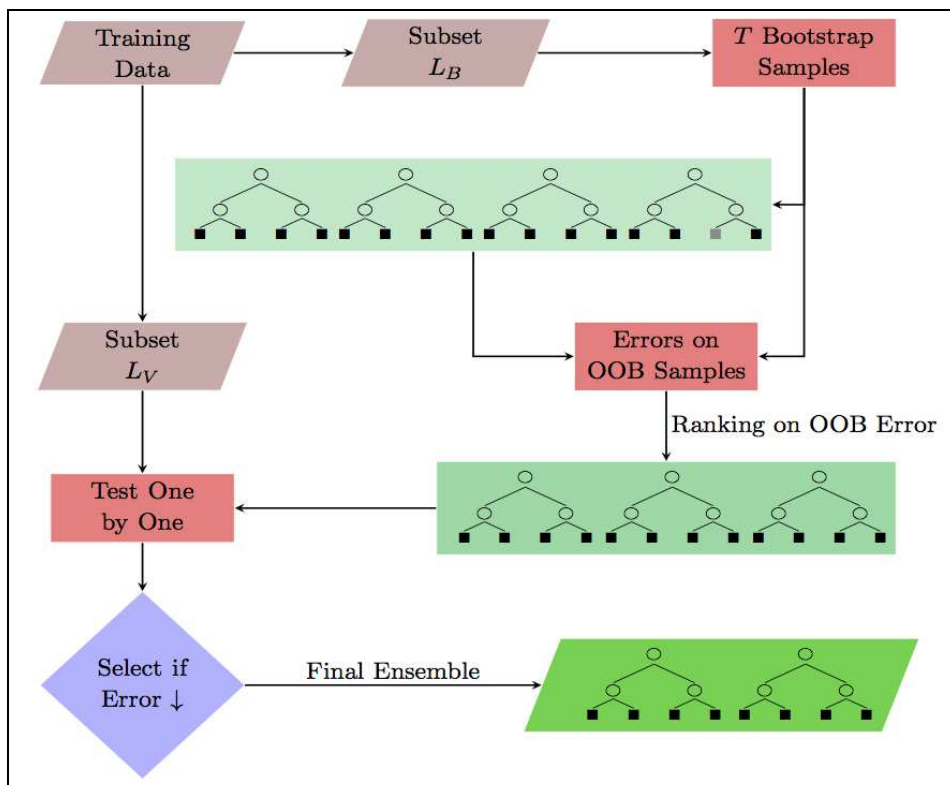 Training
Data
Subset
L_B
T Bootstrap
Samples
Subset
L_V
Errors on
OOB Samples
Ranking on OOB Error
Test One
by One
Select if
Error ↓
Final Ensemble